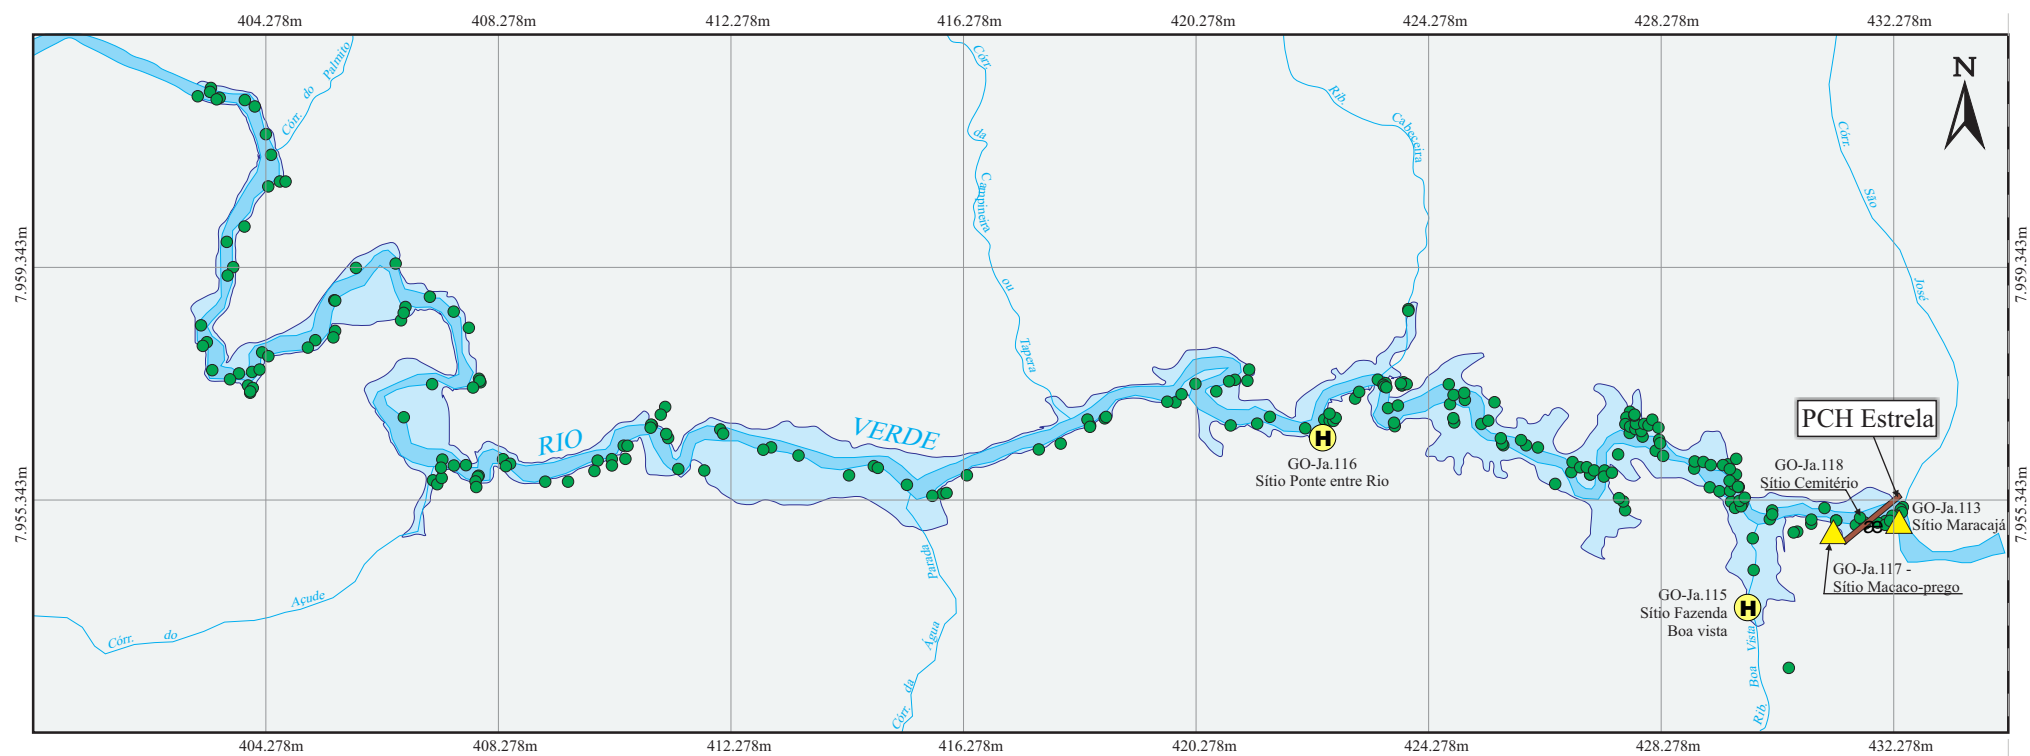 404.278m 408.278m 412.278m 416.278m 420.278m 424.278m 428.278m 432.278m
N
Córr. do Palmito
Córr. da Campineira ou Tapera
Rib. Cabeceira
Córr. São José
7.959.343m
7.959.343m
RIO VERDE
PCH Estrela
GO-Ja.116
Sítio Ponte entre Rio
GO-Ja.118
Sítio Cemitério
GO-Ja.113
Sítio Maracajá
7.955.343m
7.955.343m
GO-Ja.117 -
Sítio Macaco-prego
GO-Ja.115
Sítio Fazenda
Boa vista
H
H
æ
Córr. do Açude
Córr. da Água Parada
Rib. Boa Vista
404.278m 408.278m 412.278m 416.278m 420.278m 424.278m 428.278m 432.278m